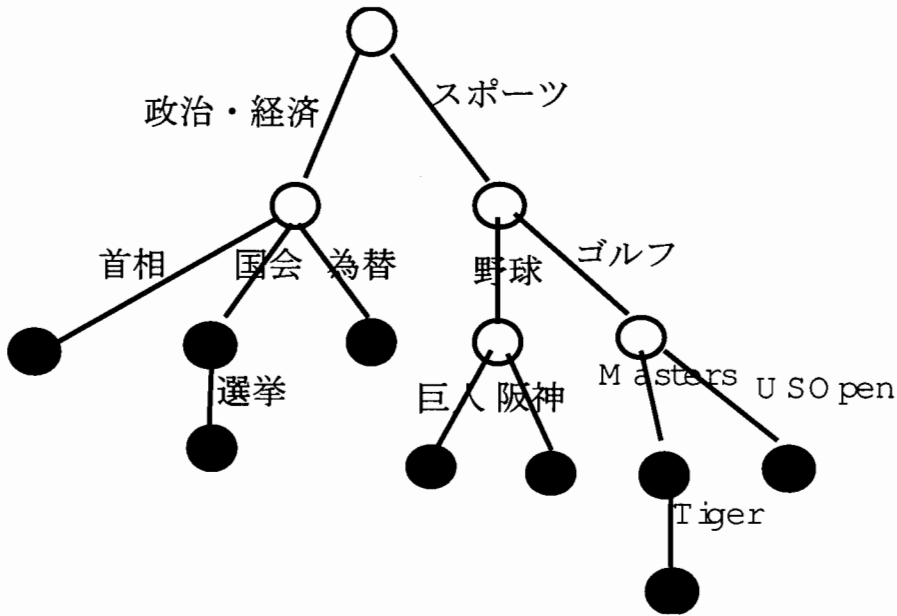 スポーツ
政治・経済
首相
国会
為替
野球
ゴルフ
選挙
巨人
阪神
Masters
USOpen
Tiger